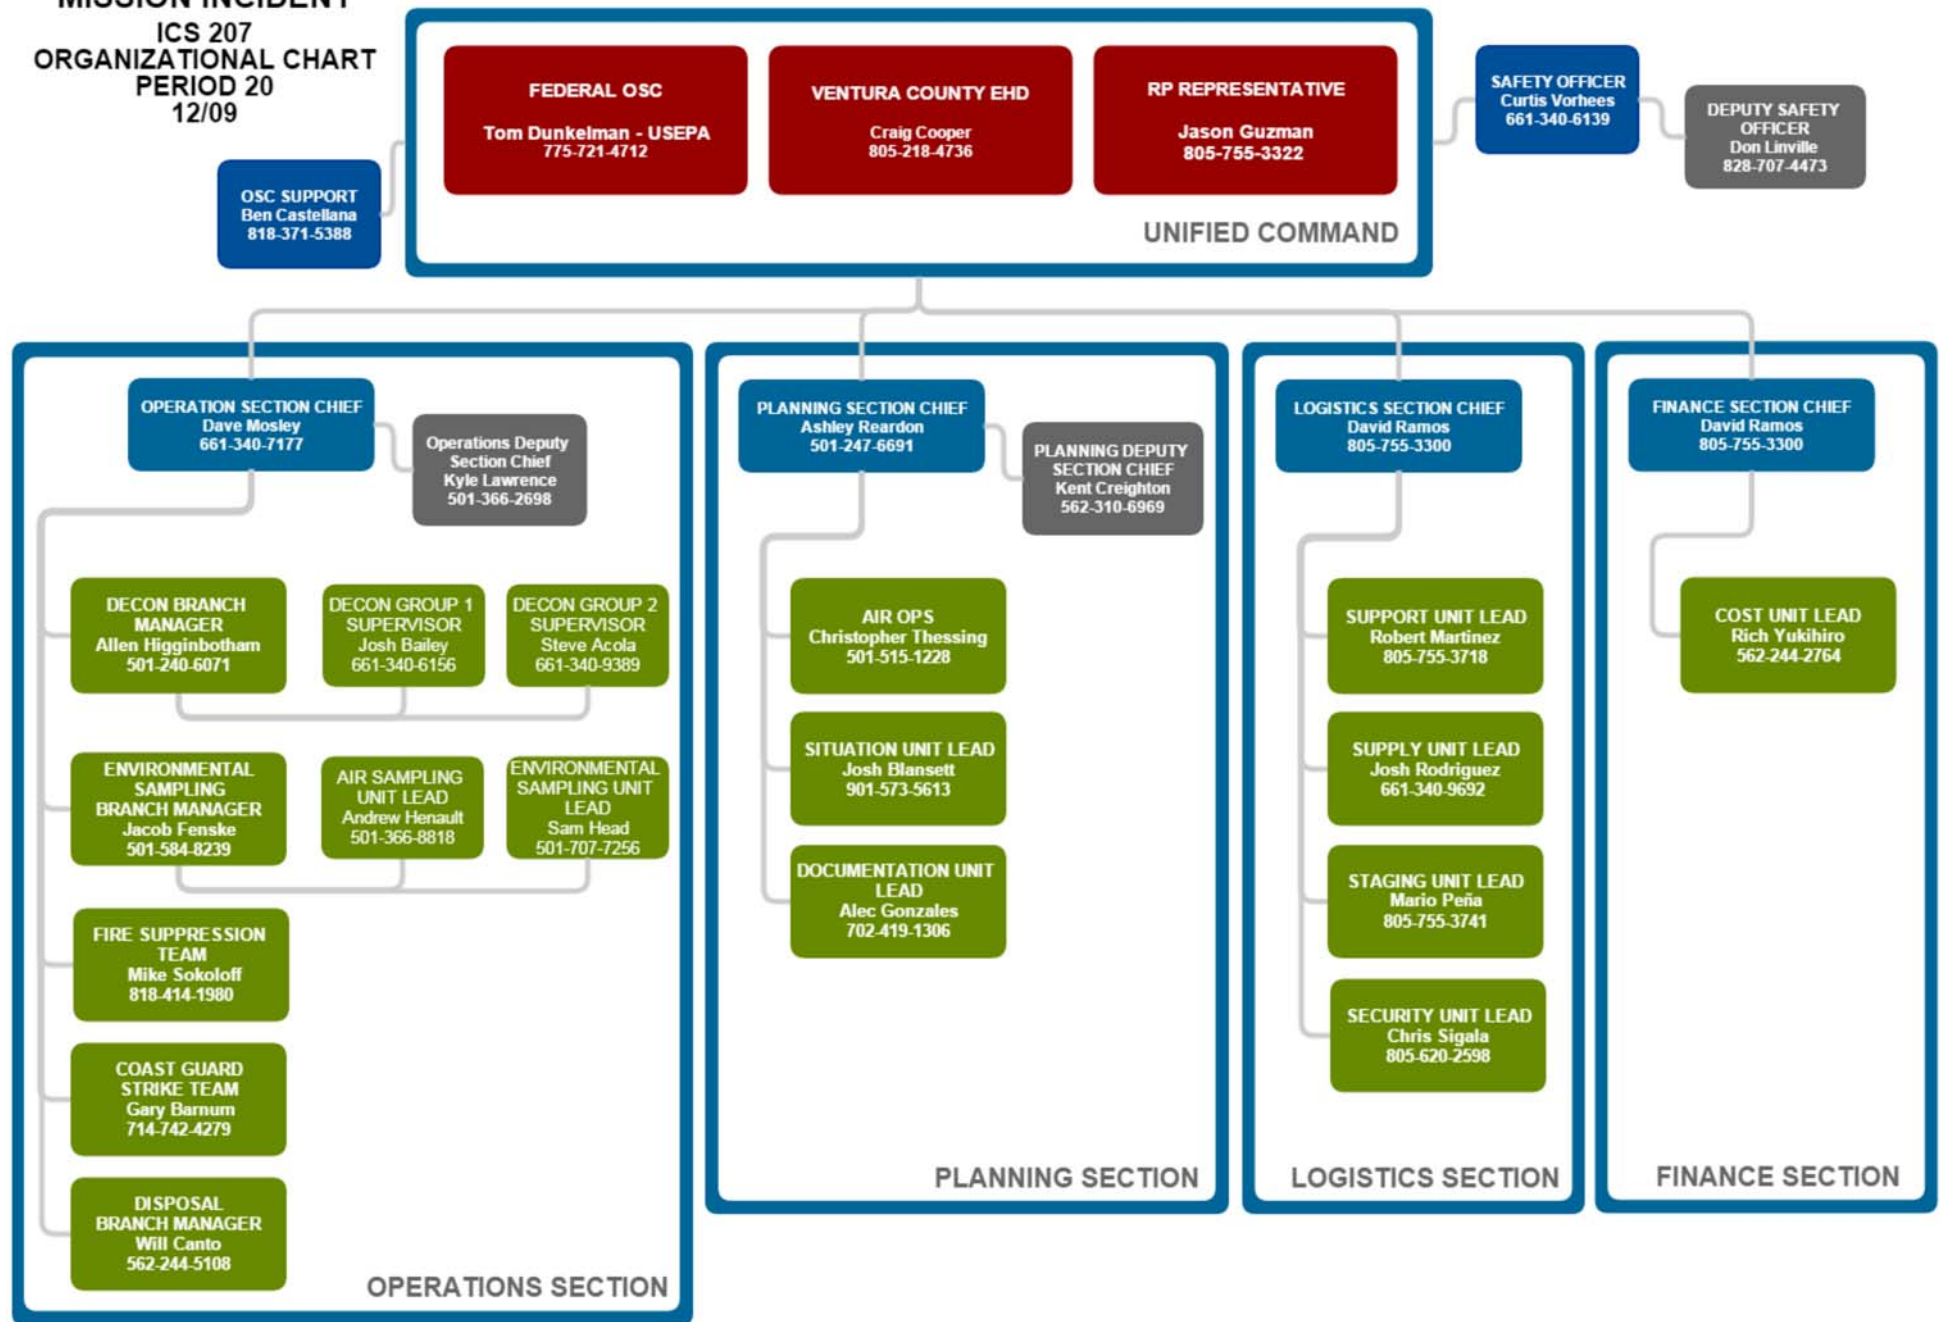 MISSION INCIDENT
ICS 207
ORGANIZATIONAL CHART
PERIOD 20
12/09
FEDERAL OSC
Tom Dunkelman - USEPA
775-721-4712
VENTURA COUNTY EHD
Craig Cooper
805-218-4736
RP REPRESENTATIVE
Jason Guzman
805-755-3322
UNIFIED COMMAND
SAFETY OFFICER
Curtis Vorhees
661-340-6139
DEPUTY SAFETY
OFFICER
Don Linville
828-707-4473
OSC SUPPORT
Ben Castellana
818-371-5388
OPERATION SECTION CHIEF
Dave Mosley
661-340-7177
Operations Deputy
Section Chief
Kyle Lawrence
501-366-2698
DECON BRANCH
MANAGER
Allen Higginbotham
501-240-6071
DECON GROUP 1
SUPERVISOR
Josh Bailey
661-340-6156
DECON GROUP 2
SUPERVISOR
Steve Acola
661-340-9389
ENVIRONMENTAL
SAMPLING
BRANCH MANAGER
Jacob Fenske
501-584-8239
AIR SAMPLING
UNIT LEAD
Andrew Henault
501-366-8818
ENVIRONMENTAL
SAMPLING UNIT
LEAD
Sam Head
501-707-7256
FIRE SUPPRESSION
TEAM
Mike Sokoloff
818-414-1980
COAST GUARD
STRIKE TEAM
Gary Barnum
714-742-4279
DISPOSAL
BRANCH MANAGER
Will Canto
562-244-5108
OPERATIONS SECTION
PLANNING SECTION CHIEF
Ashley Reardon
501-247-6691
PLANNING DEPUTY
SECTION CHIEF
Kent Creighton
562-310-6969
AIR OPS
Christopher Thessing
501-515-1228
SITUATION UNIT LEAD
Josh Blansett
901-573-5613
DOCUMENTATION UNIT
LEAD
Alec Gonzales
702-419-1306
PLANNING SECTION
LOGISTICS SECTION CHIEF
David Ramos
805-755-3300
SUPPORT UNIT LEAD
Robert Martinez
805-755-3718
SUPPLY UNIT LEAD
Josh Rodriguez
661-340-9692
STAGING UNIT LEAD
Mario Peña
805-755-3741
SECURITY UNIT LEAD
Chris Sigala
805-620-2598
LOGISTICS SECTION
FINANCE SECTION CHIEF
David Ramos
805-755-3300
COST UNIT LEAD
Rich Yukihiro
562-244-2764
FINANCE SECTION